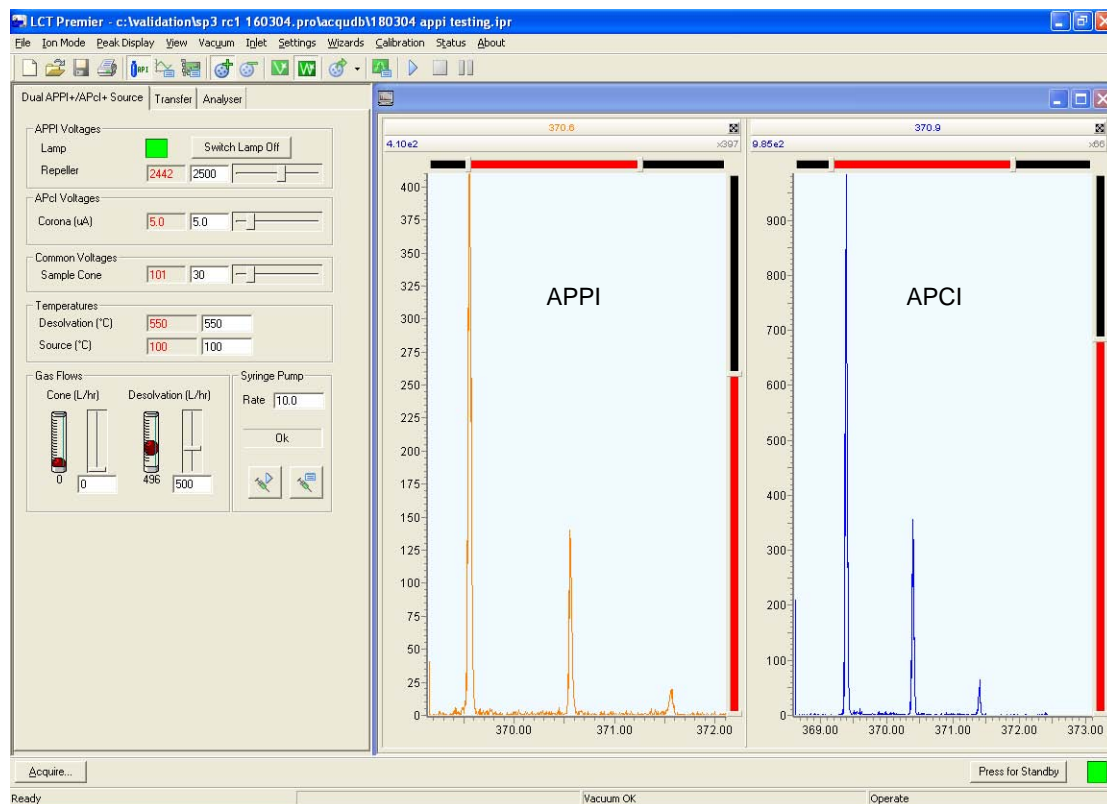 LCT Premier - c:\validation\sp3 rc1 160304.pro\acqudb\180304 appi testing.ipr
File Ion Mode Peak Display View Vacuum Inlet Settings Wizards Calibration Status About
API
Dual APPI+/APcI+ Source Transfer Analyser
APPI Voltages
Lamp Switch Lamp Off
Repeller 2442 2500
APcI Voltages
Corona (uA) 5.0 5.0
Common Voltages
Sample Cone 101 30
Temperatures
Desolvation (°C) 550 550
Source (°C) 100 100
Gas Flows
Cone (L/hr) Desolvation (L/hr)
0 0 496 500
Syringe Pump
Rate 10.0
Ok
370.6
4.10e2 x397
400
375
350
325
300
275
250
225
200
175
150
125
100
75
50
25
0
APPI
370.00 371.00 372.00
370.9
9.85e2 x66
900
800
700
600
500
400
300
200
100
0
APCI
369.00 370.00 371.00 372.00 373.00
Acquire... Press for Standby
Ready Vacuum OK Operate